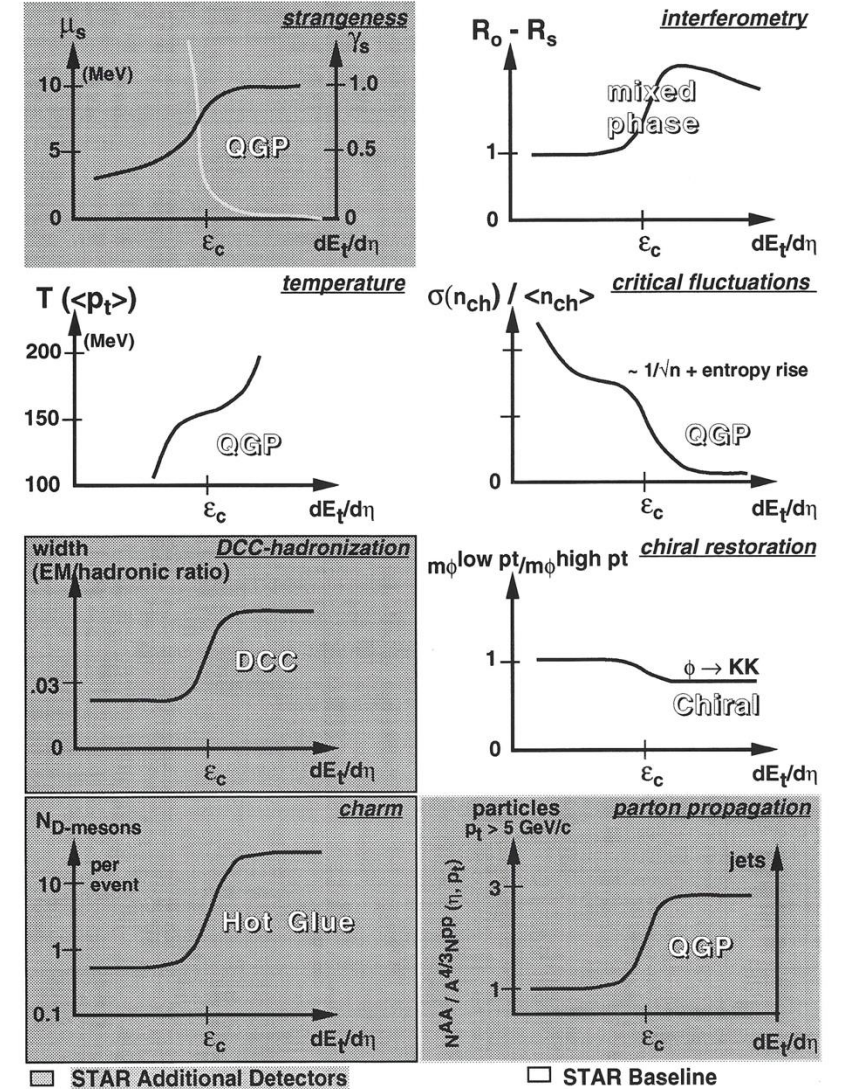 strangeness
μs
(MeV)
γs
10
5
0
1.0
0.5
0
QGP
εc
dEt/dη
interferometry
Ro - Rs
mixed
phase
1
0
εc
dEt/dη
temperature
T (<pt>)
(MeV)
200
150
100
QGP
εc
dEt/dη
critical fluctuations
σ(nch) / <nch>
~ 1/√n + entropy rise
QGP
0
εc
dEt/dη
DCC-hadronization
width
(EM/hadronic ratio)
.03
0
DCC
εc
dEt/dη
chiral restoration
mϕlow pt/mϕhigh pt
1
0
ϕ → KK
Chiral
εc
dEt/dη
charm
ND-mesons
per
event
10
1
0.1
Hot Glue
εc
dEt/dη
parton propagation
particles
pt > 5 GeV/c
jets
NAA / A4/3Npp (η, pt)
3
1
QGP
εc
dEt/dη
STAR Additional Detectors
STAR Baseline